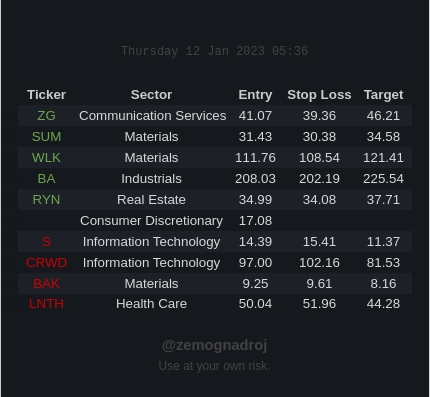 Thursday 12 Jan 2023 05:36
Ticker Sector Entry Stop Loss Target
ZG Communication Services 41.07 39.36 46.21
SUM Materials 31.43 30.38 34.58
WLK Materials 111.76 108.54 121.41
BA Industrials 208.03 202.19 225.54
RYN Real Estate 34.99 34.08 37.71
Consumer Discretionary 17.08
S Information Technology 14.39 15.41 11.37
CRWD Information Technology 97.00 102.16 81.53
BAK Materials 9.25 9.61 8.16
LNTH Health Care 50.04 51.96 44.28
@zemognadroj
Use at your own risk.